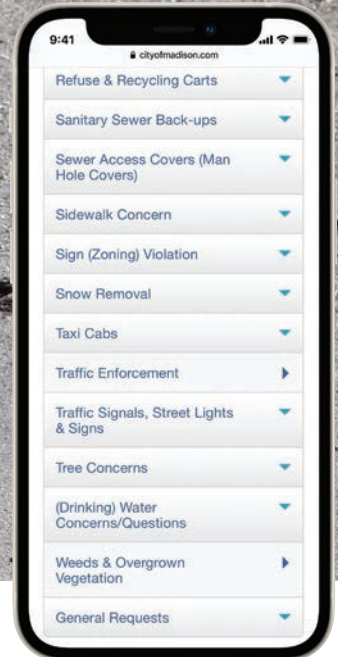 9:41
cityofmadison.com
Refuse & Recycling Carts
Sanitary Sewer Back-ups
Sewer Access Covers (Man
Hole Covers)
Sidewalk Concern
Sign (Zoning) Violation
Snow Removal
Taxi Cabs
Traffic Enforcement
Traffic Signals, Street Lights
& Signs
Tree Concerns
(Drinking) Water
Concerns/Questions
Weeds & Overgrown
Vegetation
General Requests